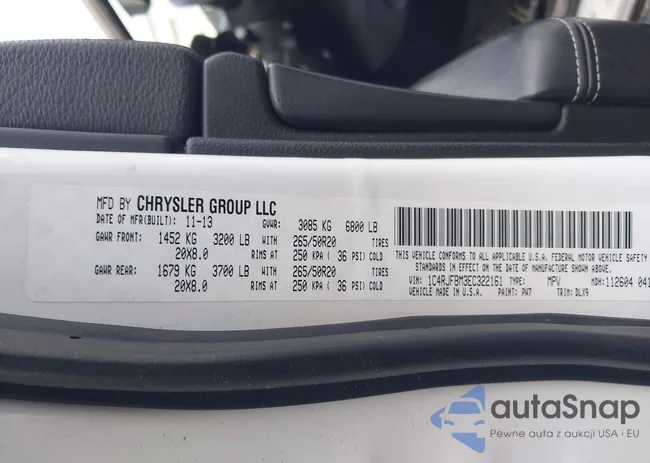 MFD BY CHRYSLER GROUP LLC
DATE OF MFR(BUILT): 11-13 GVWR: 3085 KG 6800 LB
GAWR FRONT: 1452 KG 3200 LB WITH 265/50R20 TIRES
20X8.0 RIMS AT 250 KPA ( 36 PSI) COLD
GAWR REAR: 1679 KG 3700 LB WITH 265/50R20 TIRES
20X8.0 RIMS AT 250 KPA ( 36 PSI) COLD
THIS VEHICLE CONFORMS TO ALL APPLICABLE U.S.A. FEDERAL MOTOR VEHICLE SAFETY
STANDARDS IN EFFECT ON THE DATE OF MANUFACTURE SHOWN ABOVE.
VIN: 1C4RJFBM3EC322161 TYPE: MPV MDH:112604 041
VEHICLE MADE IN U.S.A. PAINT: PW7 TRIM: DLX9
autaSnap
Pewne auta z aukcji USA i EU